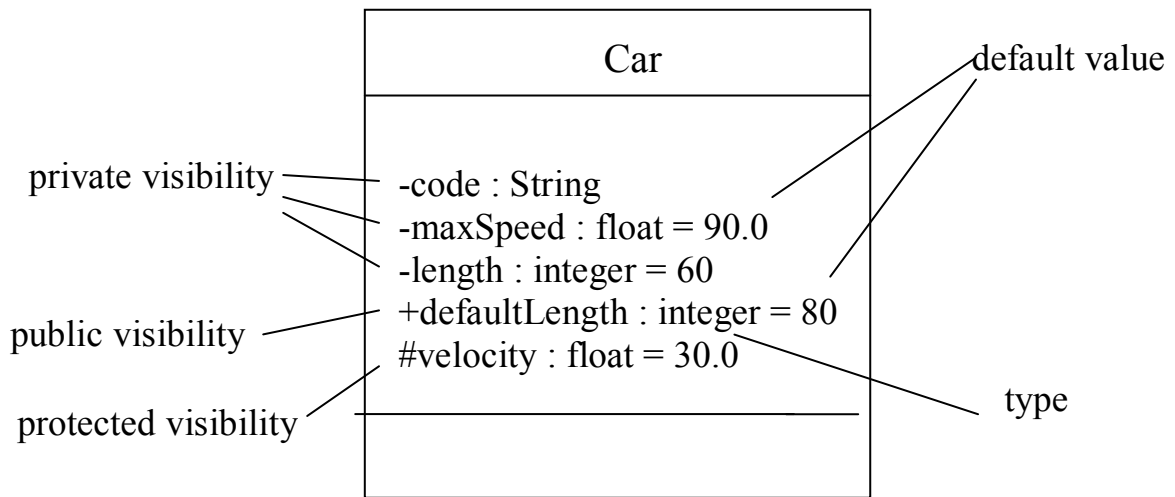 Car
default value
private visibility
-code : String
-maxSpeed : float = 90.0
-length : integer = 60
public visibility
+defaultLength : integer = 80
#velocity : float = 30.0
protected visibility
type